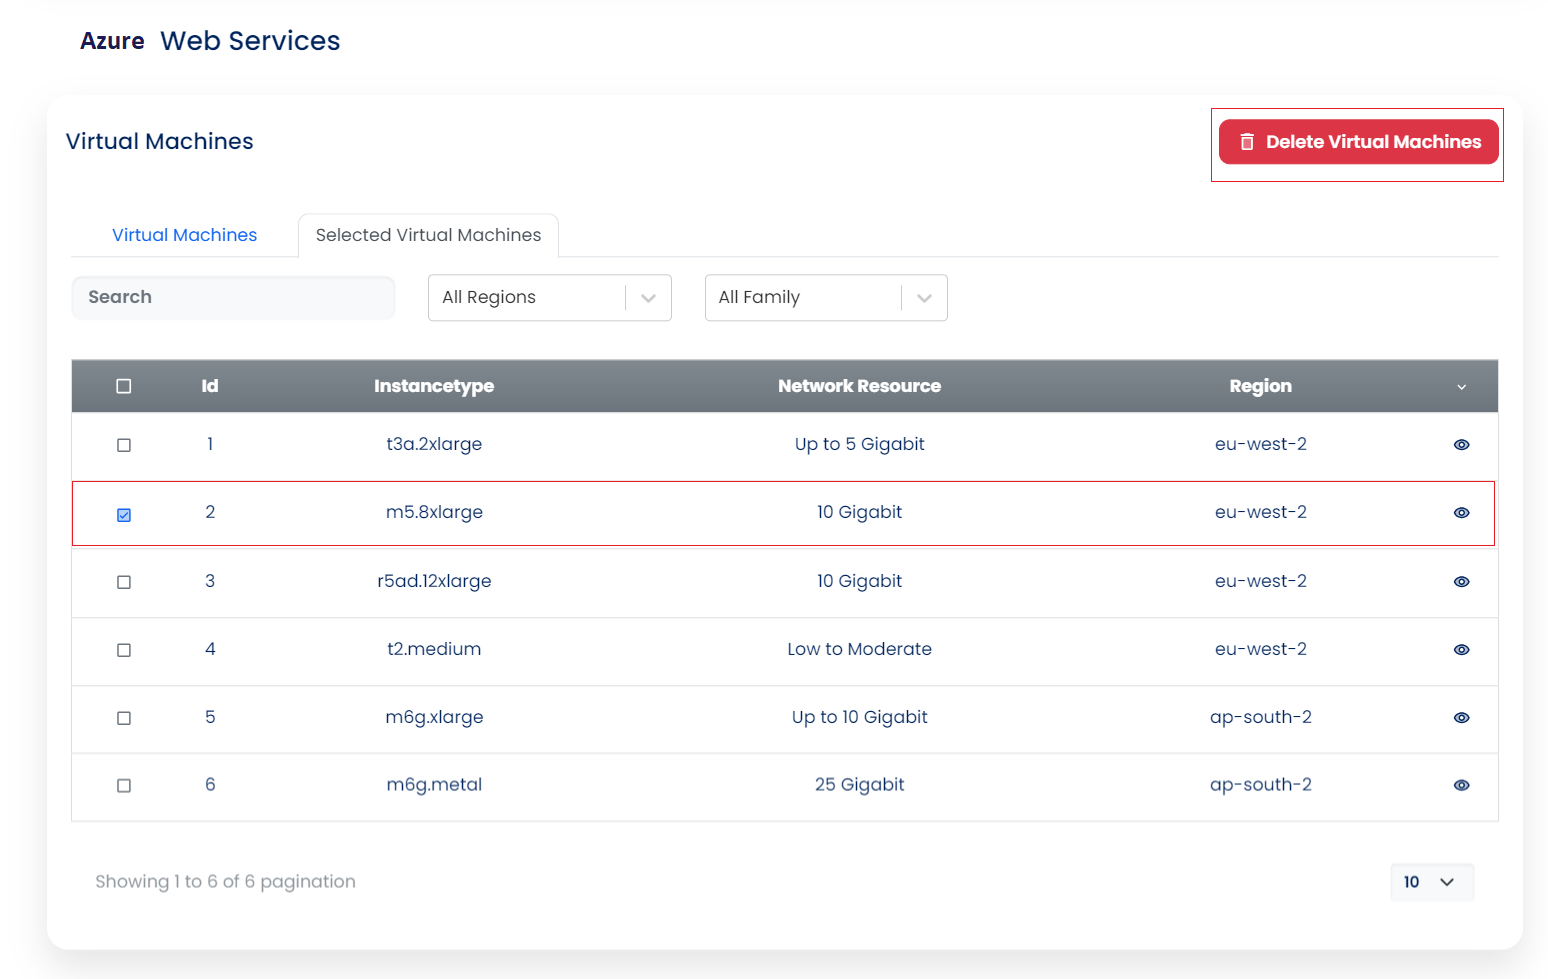 Azure Web Services
Virtual Machines
Delete Virtual Machines
Virtual Machines Selected Virtual Machines
Search All Regions All Family
Id Instancetype Network Resource Region
1 t3a.2xlarge Up to 5 Gigabit eu-west-2
2 m5.8xlarge 10 Gigabit eu-west-2
3 r5ad.12xlarge 10 Gigabit eu-west-2
4 t2.medium Low to Moderate eu-west-2
5 m6g.xlarge Up to 10 Gigabit ap-south-2
6 m6g.metal 25 Gigabit ap-south-2
Showing 1 to 6 of 6 pagination 10